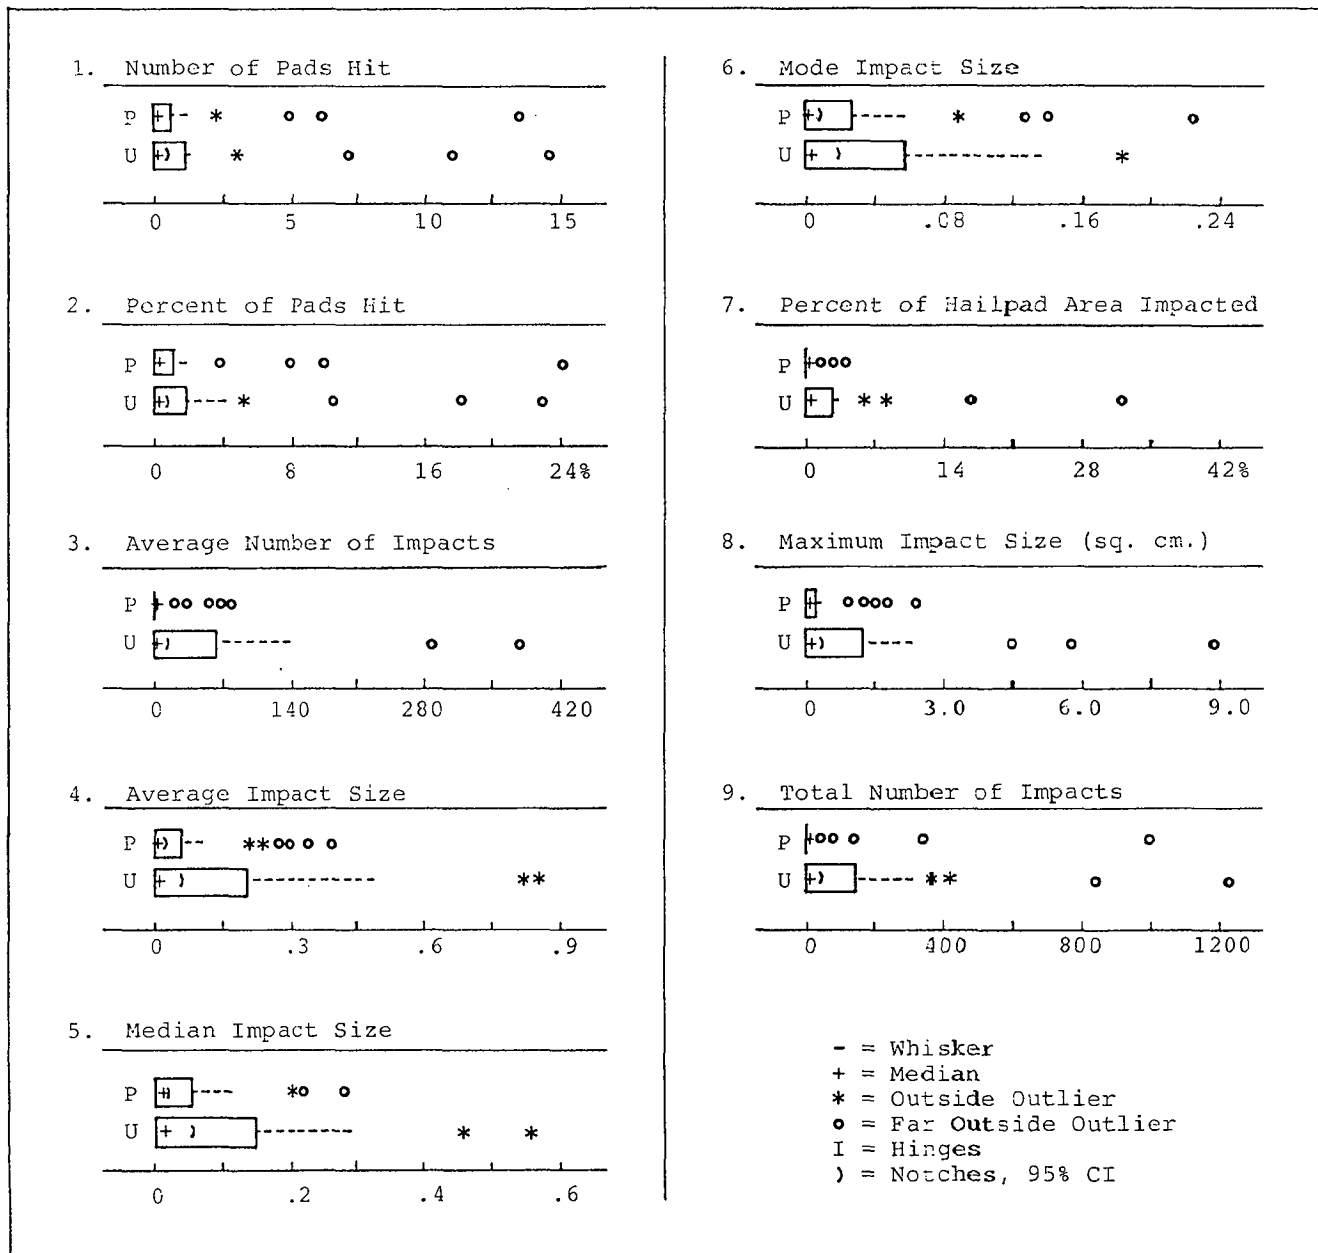 1. Number of Pads Hit
P
U
0 5 10 15
2. Percent of Pads Hit
P
U
0 8 16 24%
3. Average Number of Impacts
P
U
0 140 280 420
4. Average Impact Size
P
U
0 .3 .6 .9
5. Median Impact Size
P
U
0 .2 .4 .6
6. Mode Impact Size
P
U
0 .08 .16 .24
7. Percent of Hailpad Area Impacted
P
U
0 14 28 42%
8. Maximum Impact Size (sq. cm.)
P
U
0 3.0 6.0 9.0
9. Total Number of Impacts
P
U
0 400 800 1200
- = Whisker
+ = Median
* = Outside Outlier
o = Far Outside Outlier
I = Hinges
) = Notches, 95% CI